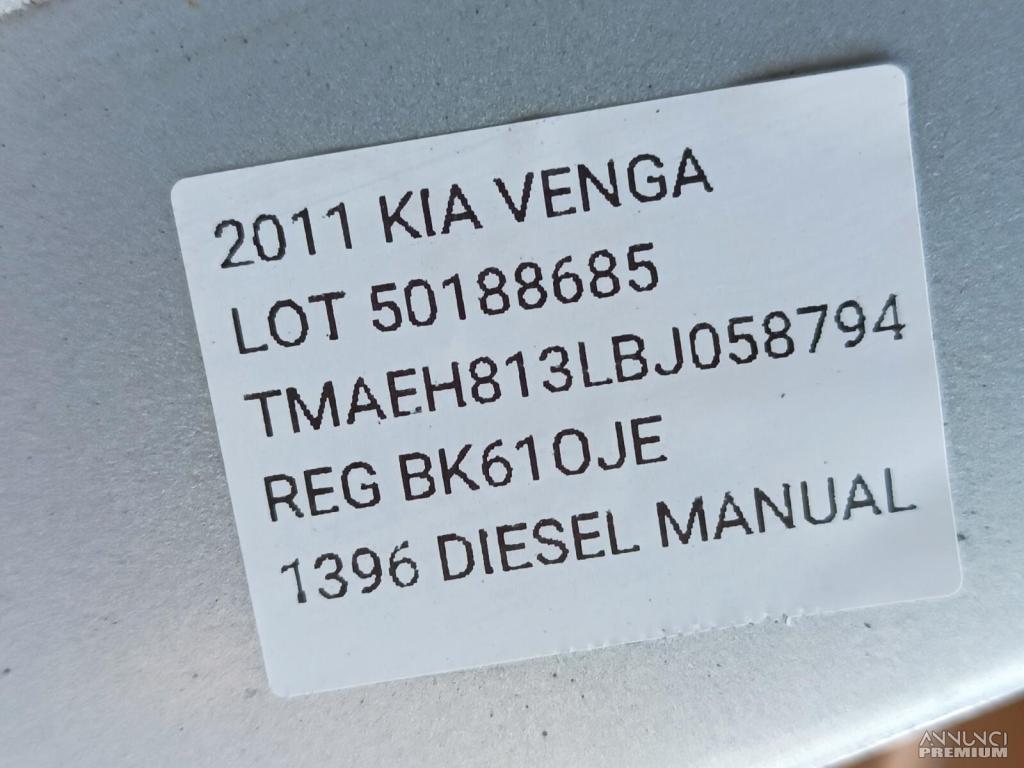 2011 KIA VENGA
LOT 50188685
TMAEH813LBJ058794
REG BK61OJE
1396 DIESEL MANUAL
ANNUNCI
PREMIUM